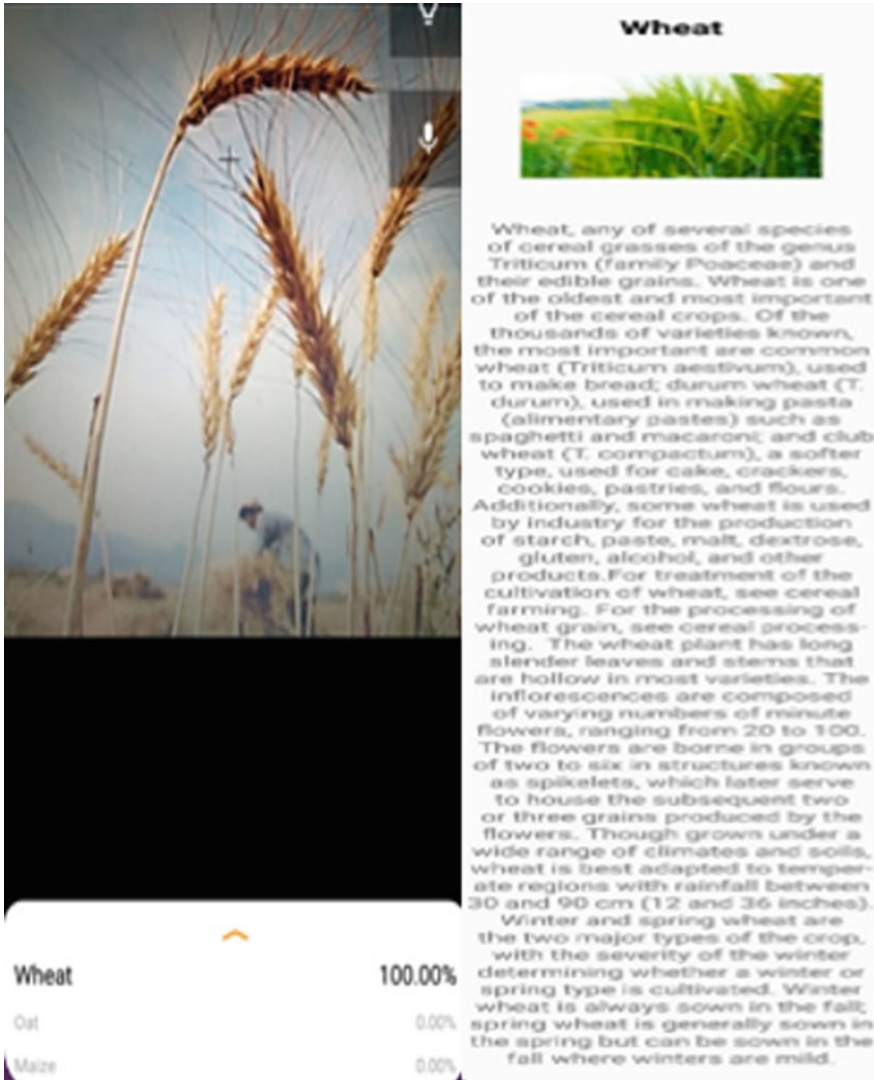 Wheat 100.00%
Oat 0.00%
Maize 0.00%
Wheat
Wheat, any of several species
of cereal grasses of the genus
Triticum (family Poaceae) and
their edible grains. Wheat is one
of the oldest and most important
of the cereal crops. Of the
thousands of varieties known,
the most important are common
wheat (Triticum aestivum), used
to make bread; durum wheat (T.
durum), used in making pasta
(alimentary pastes) such as
spaghetti and macaroni; and club
wheat (T. compactum), a softer
type, used for cake, crackers,
cookies, pastries, and flours.
Additionally, some wheat is used
by industry for the production
of starch, paste, malt, dextrose,
gluten, alcohol, and other
products.For treatment of the
cultivation of wheat, see cereal
farming. For the processing of
wheat grain, see cereal process-
ing. The wheat plant has long
slender leaves and stems that
are hollow in most varieties. The
inflorescences are composed
of varying numbers of minute
flowers, ranging from 20 to 100.
The flowers are borne in groups
of two to six in structures known
as spikelets, which later serve
to house the subsequent two
or three grains produced by the
flowers. Though grown under a
wide range of climates and soils,
wheat is best adapted to temper-
ate regions with rainfall between
30 and 90 cm (12 and 36 inches).
Winter and spring wheat are
the two major types of the crop,
with the severity of the winter
determining whether a winter or
spring type is cultivated. Winter
wheat is always sown in the fall;
spring wheat is generally sown in
the spring but can be sown in the
fall where winters are mild.